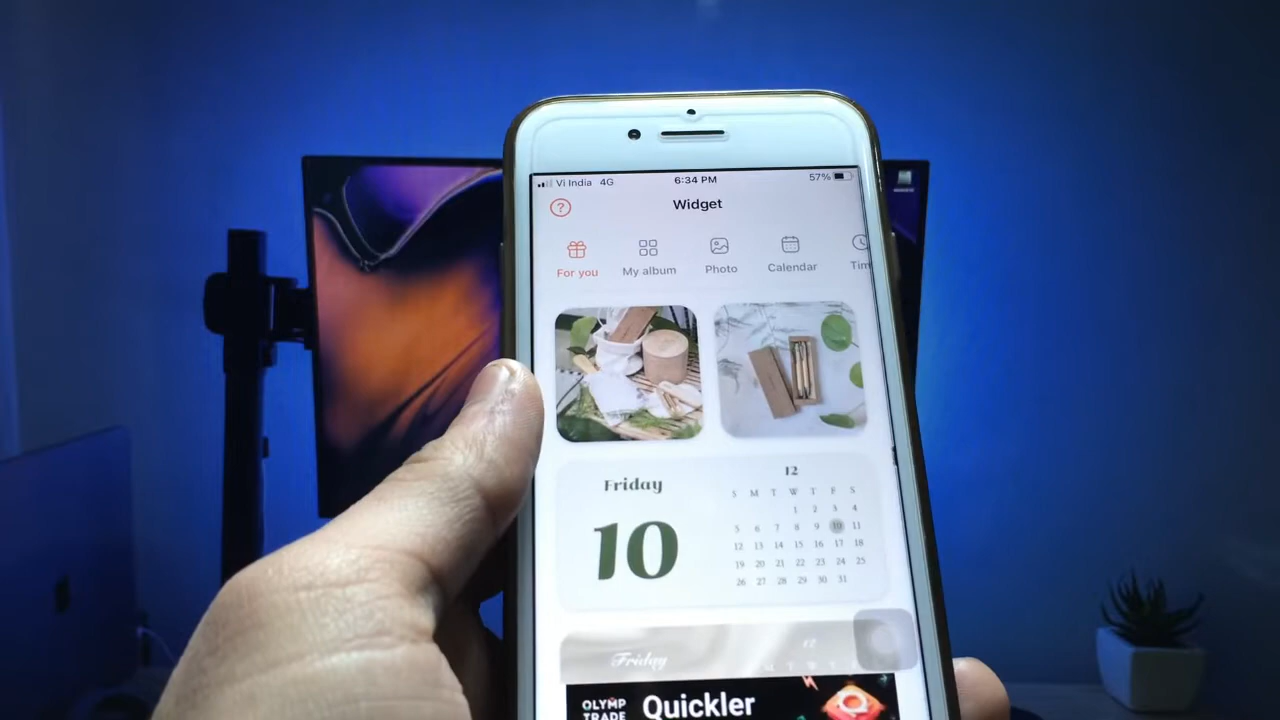 Vi India 4G 6:34 PM 57%
?
Widget
For you My album Photo Calendar Tim
Friday
10
12
S M T W T F S
1 2 3 4
5 6 7 8 9 10 11
12 13 14 15 16 17 18
19 20 21 22 23 24 25
26 27 28 29 30 31
Friday
M T W T F S
OLYMP
TRADE
Quickler